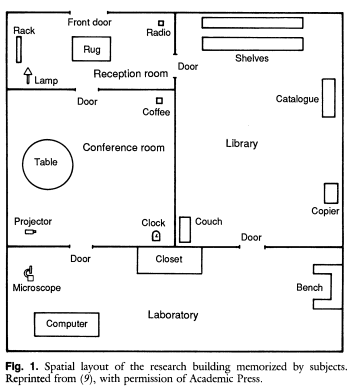 Front door
Rack
Rug
Radio
Lamp
Reception room
Door
Shelves
Door
Coffee
Catalogue
Conference room
Library
Table
Copier
Projector
Clock
Couch
Door
Door
Closet
Microscope
Bench
Laboratory
Computer
Fig. 1. Spatial layout of the research building memorized by subjects.
Reprinted from (9), with permission of Academic Press.